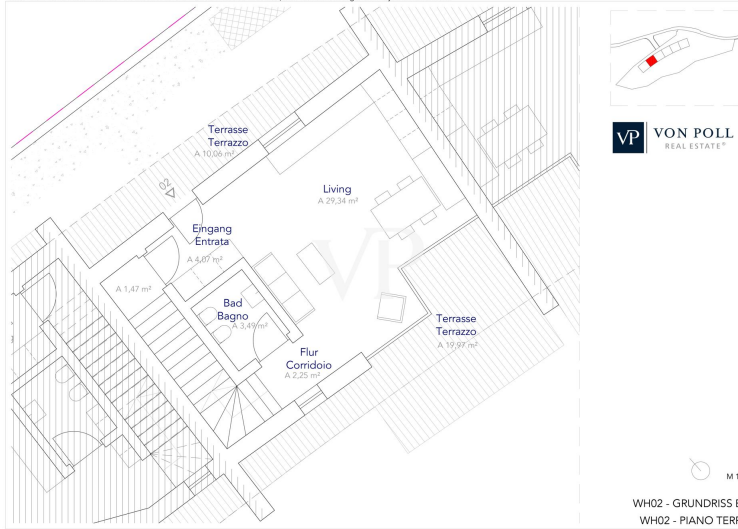 Terrasse
Terrazzo
A 10,06 m²
02
Living
A 29,34 m²
Eingang
Entrata
A 4,07 m²
A 1,47 m²
Bad
Bagno
A 3,49 m²
Flur
Corridoio
A 2,25 m²
Terrasse
Terrazzo
A 19,97 m²
VP
VP
VON POLL
REAL ESTATE®
M 1
WH02 - GRUNDRISS E
WH02 - PIANO TERR